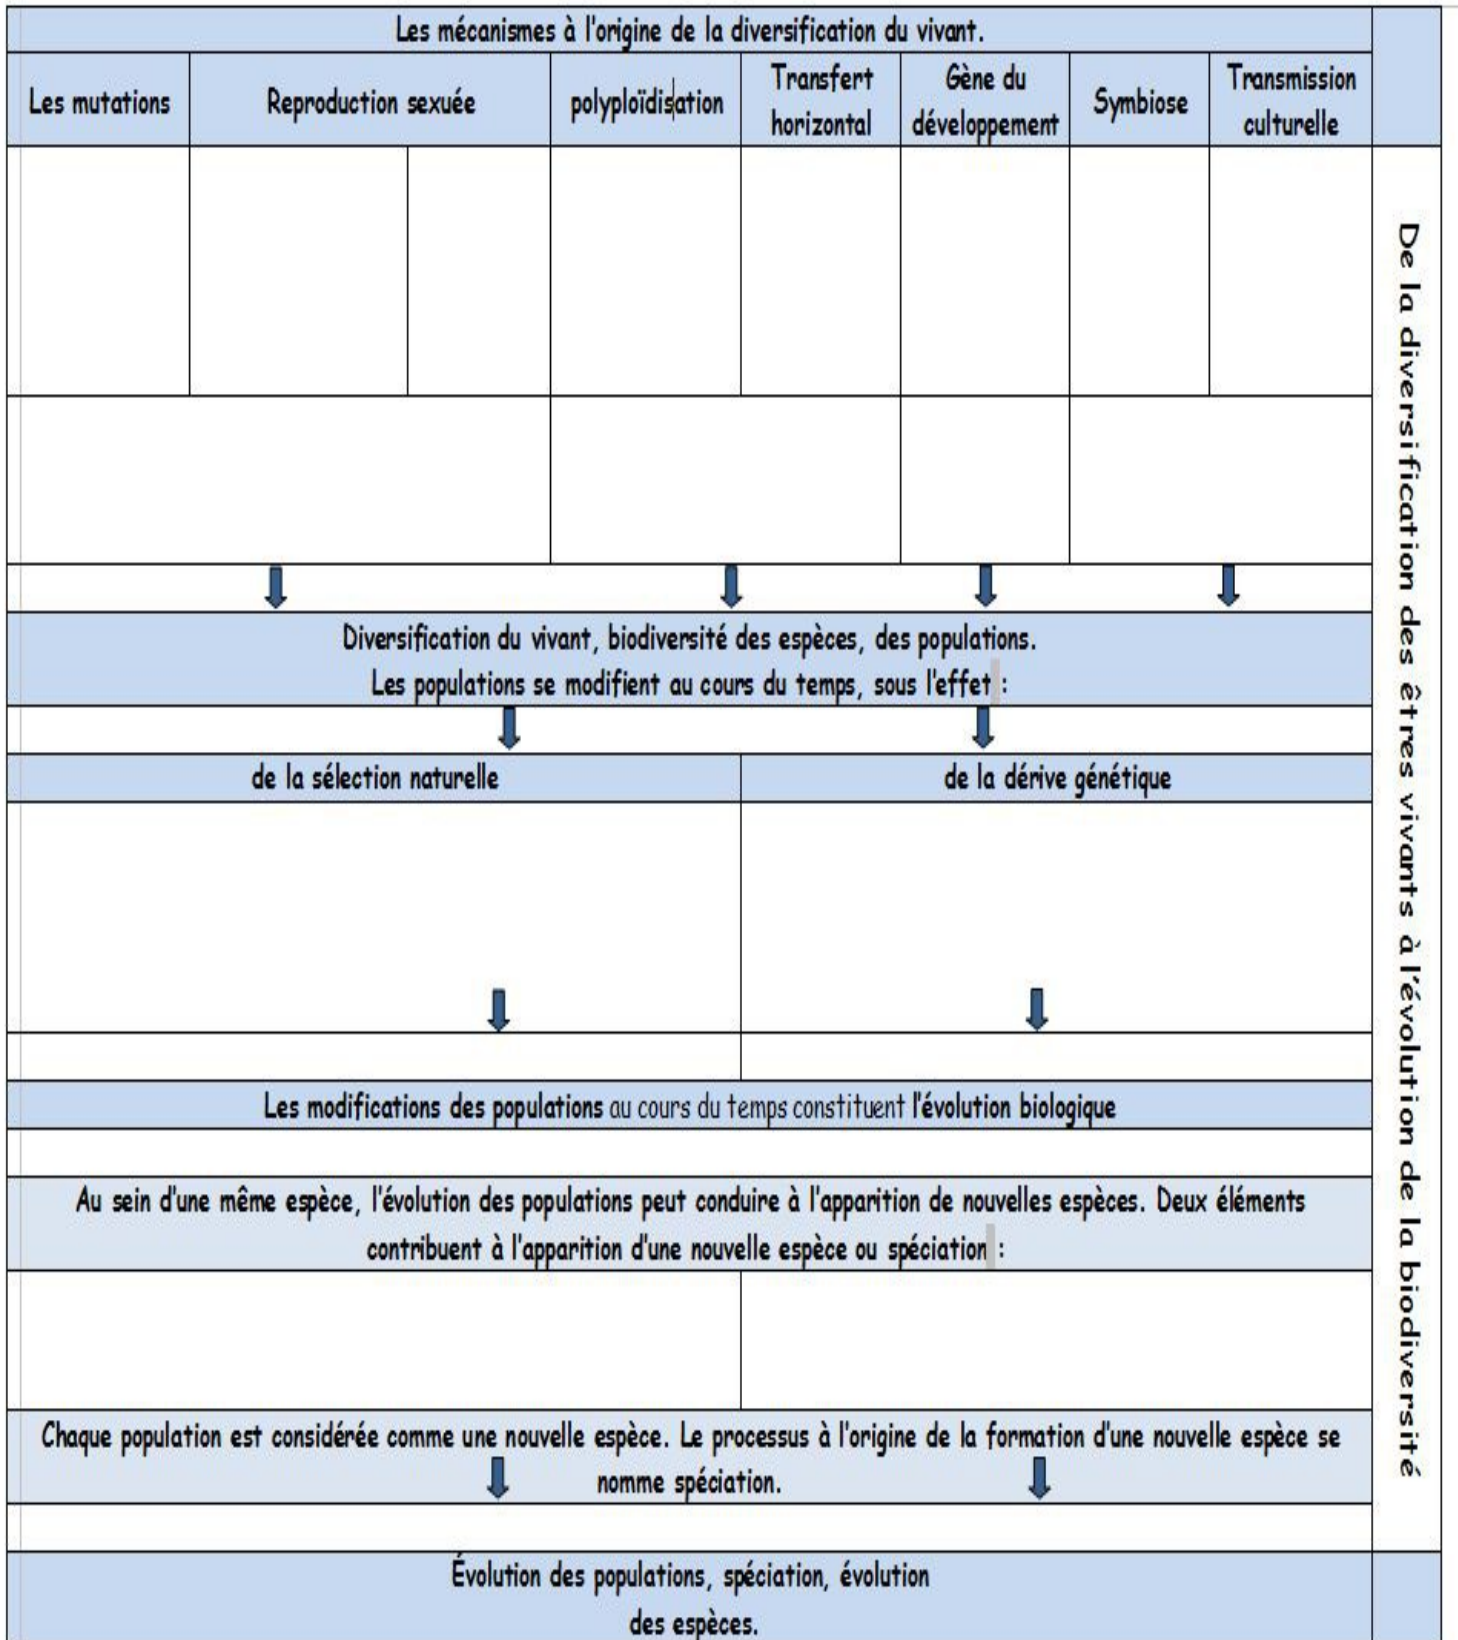 Les mécanismes à l'origine de la diversification du vivant.
Les mutations
Reproduction sexuée
polyploïdisation
Transfert
horizontal
Gène du
développement
Symbiose
Transmission
culturelle
De la diversification des êtres vivants à l'évolution de la biodiversité
Diversification du vivant, biodiversité des espèces, des populations.
Les populations se modifient au cours du temps, sous l'effet :
de la sélection naturelle
de la dérive génétique
Les modifications des populations au cours du temps constituent l'évolution biologique
Au sein d'une même espèce, l'évolution des populations peut conduire à l'apparition de nouvelles espèces. Deux éléments
contribuent à l'apparition d'une nouvelle espèce ou spéciation :
Chaque population est considérée comme une nouvelle espèce. Le processus à l'origine de la formation d'une nouvelle espèce se
nomme spéciation.
Évolution des populations, spéciation, évolution
des espèces.